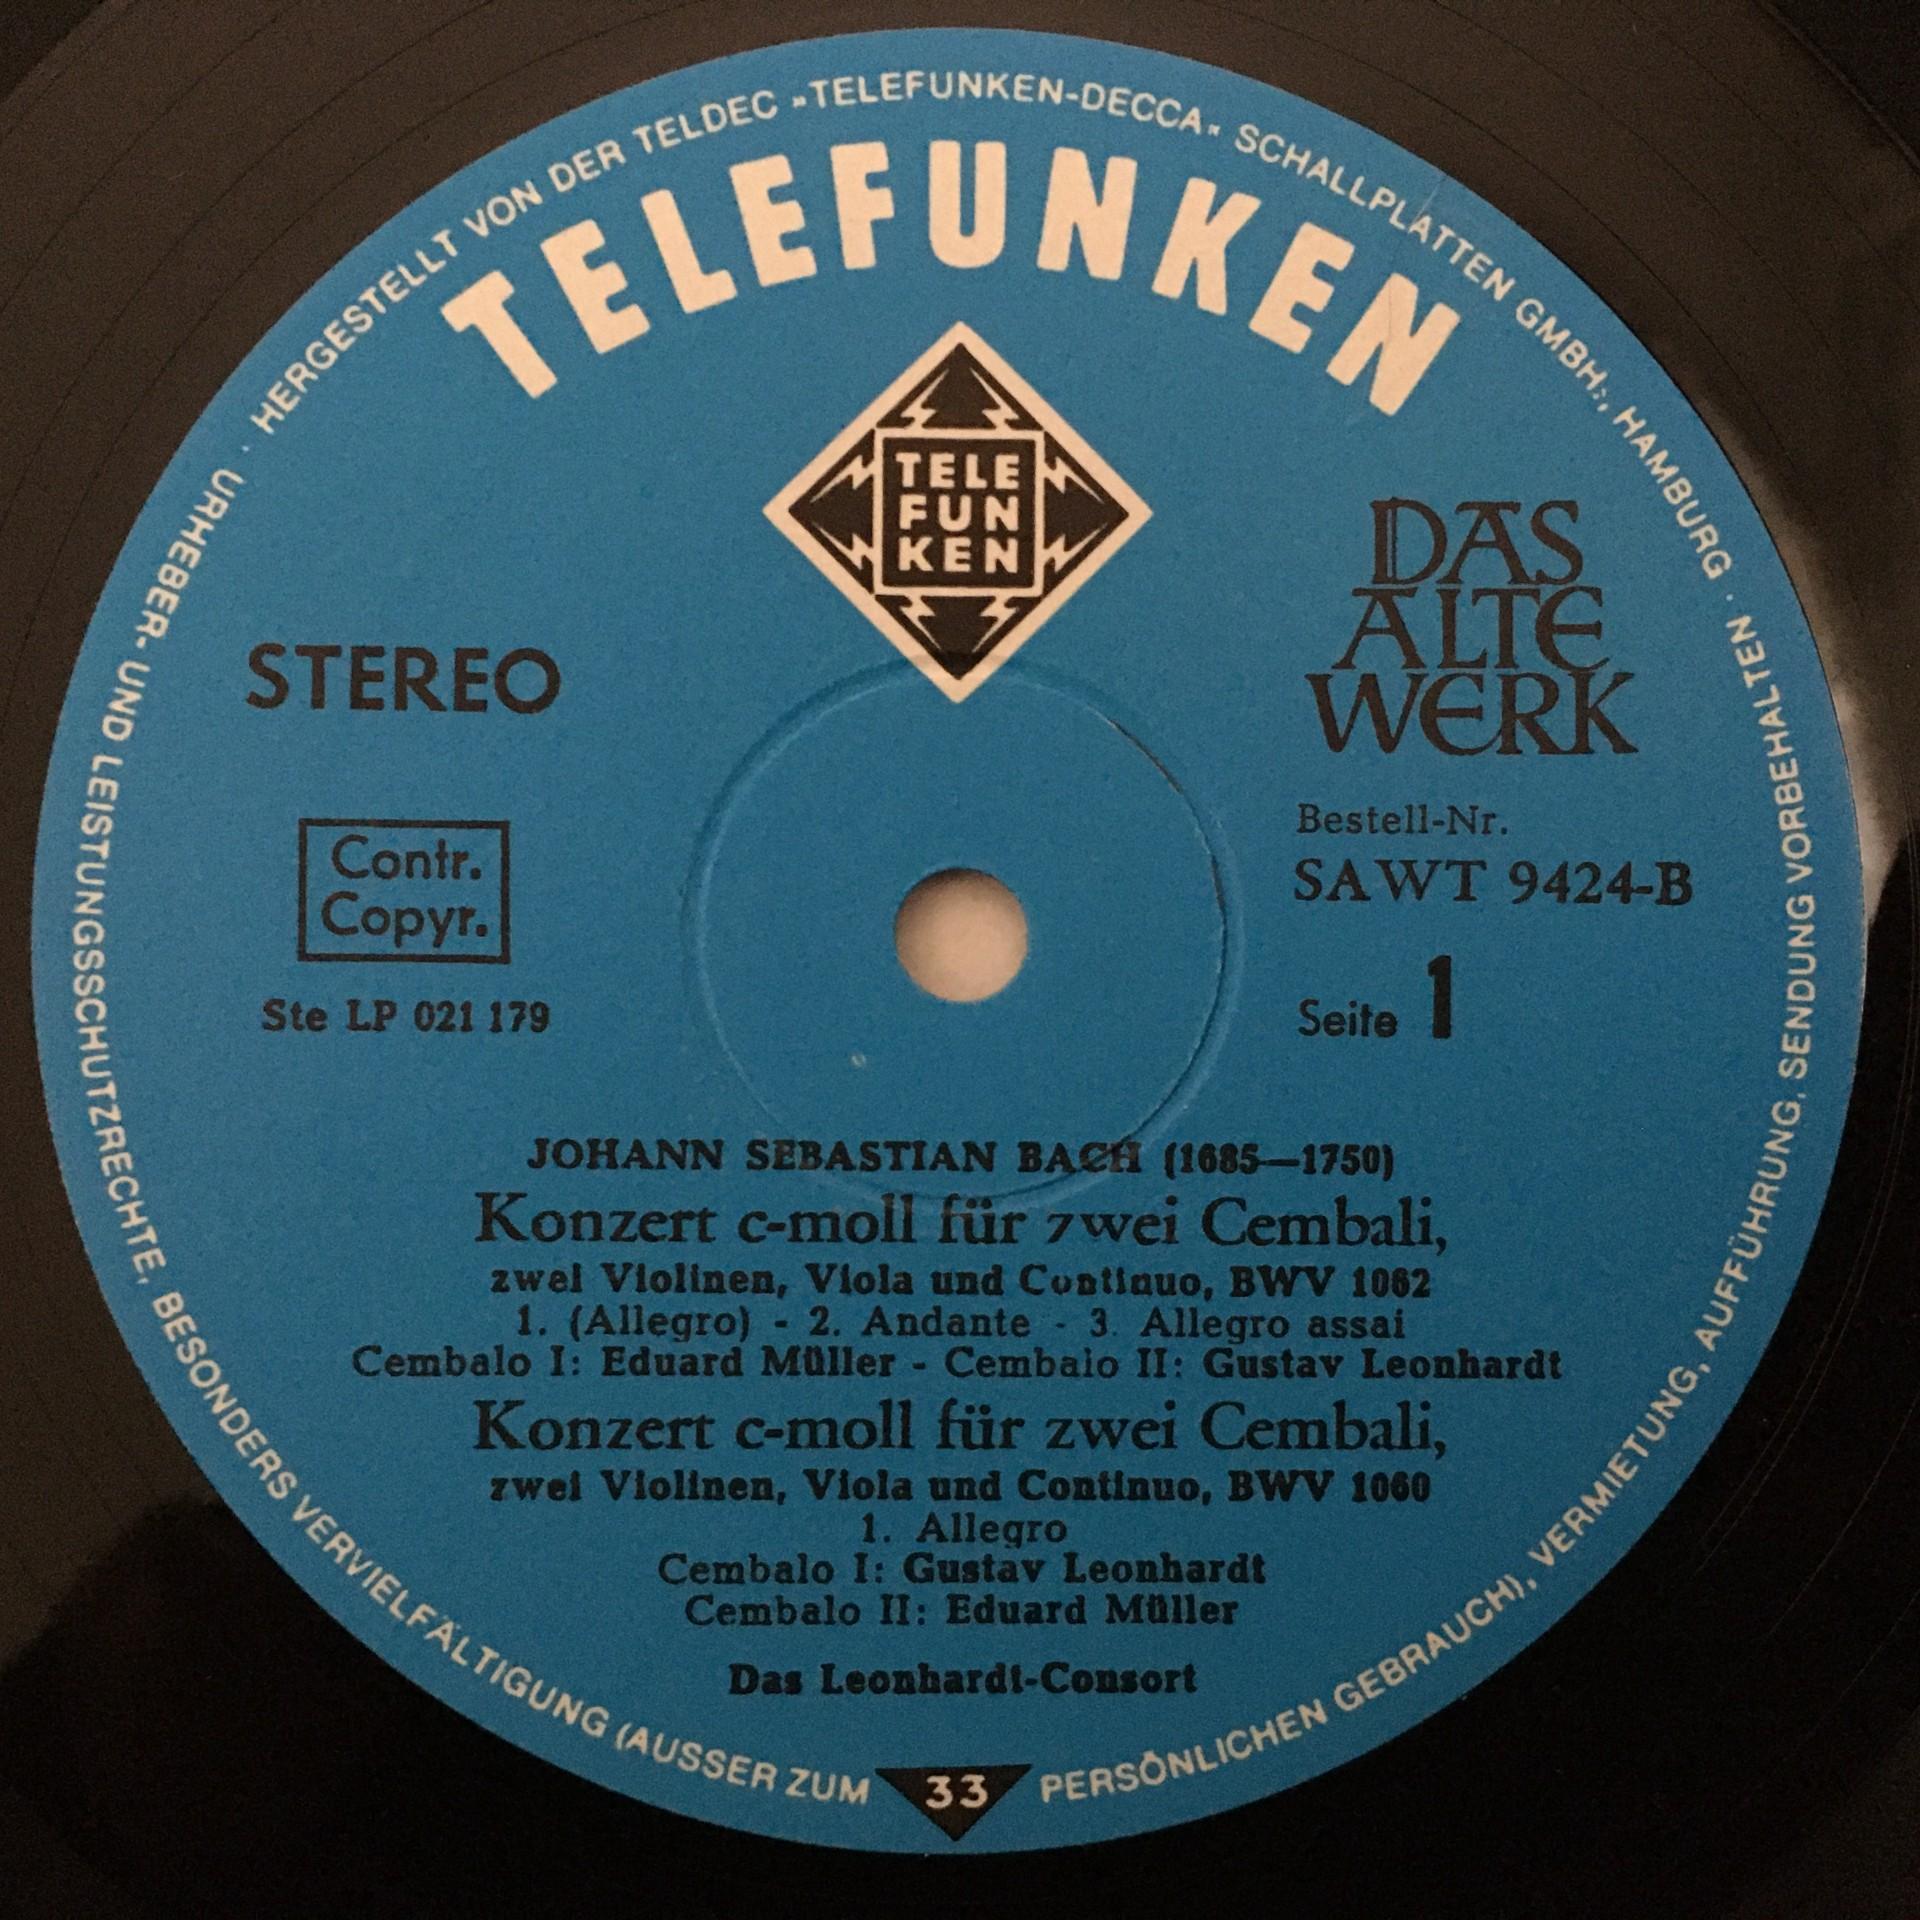 HERGESTELLT VON DER TELDEC »TELEFUNKEN-DECCA« SCHALLPLATTEN GMBH., HAMBURG ·
TELEFUNKEN
TELE
FUN
KEN
DAS
ALTE
WERK
STEREO
Bestell-Nr.
SAWT 9424-B
Contr.
Copyr.
Seite 1
Ste LP 021 179
JOHANN SEBASTIAN BACH (1685—1750)
Konzert c-moll für zwei Cembali,
zwei Violinen, Viola und Continuo, BWV 1062
1. (Allegro) - 2. Andante - 3. Allegro assai
Cembalo I: Eduard Müller - Cembalo II: Gustav Leonhardt
Konzert c-moll für zwei Cembali,
zwei Violinen, Viola und Continuo, BWV 1060
1. Allegro
Cembalo I: Gustav Leonhardt
Cembalo II: Eduard Müller
Das Leonhardt-Consort
33
URHEBER- UND LEISTUNGSSCHUTZRECHTE, BESONDERS VERVIELFÄLTIGUNG (AUSSER ZUM PERSÖNLICHEN GEBRAUCH), VERMIETUNG, AUFFÜHRUNG, SENDUNG VORBEHALTEN ·